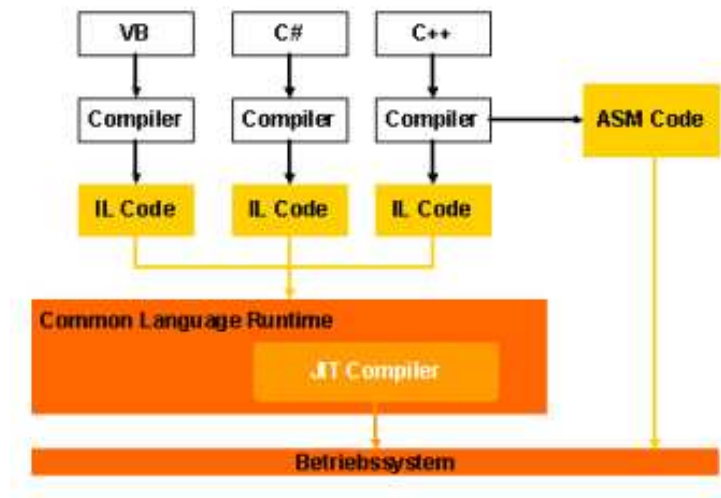 VB
C#
C++
Compiler
Compiler
Compiler
ASM Code
IL Code
IL Code
IL Code
Common Language Runtime
JIT Compiler
Betriebssystem